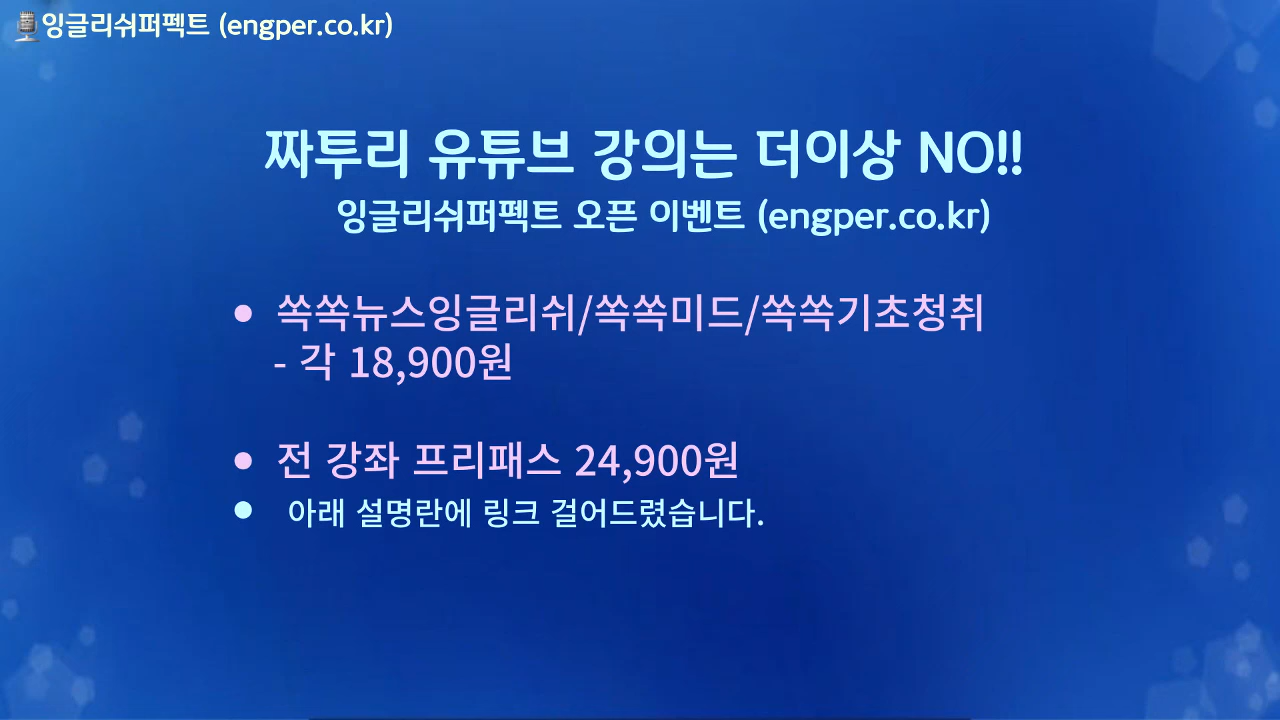 잉글리쉬퍼펙트 (engper.co.kr)
짜투리 유튜브 강의는 더이상 NO!!
잉글리쉬퍼펙트 오픈 이벤트 (engper.co.kr)
● 쏙쏙뉴스잉글리쉬/쏙쏙미드/쏙쏙기초청취
- 각 18,900원
● 전 강좌 프리패스 24,900원
● 아래 설명란에 링크 걸어드렸습니다.